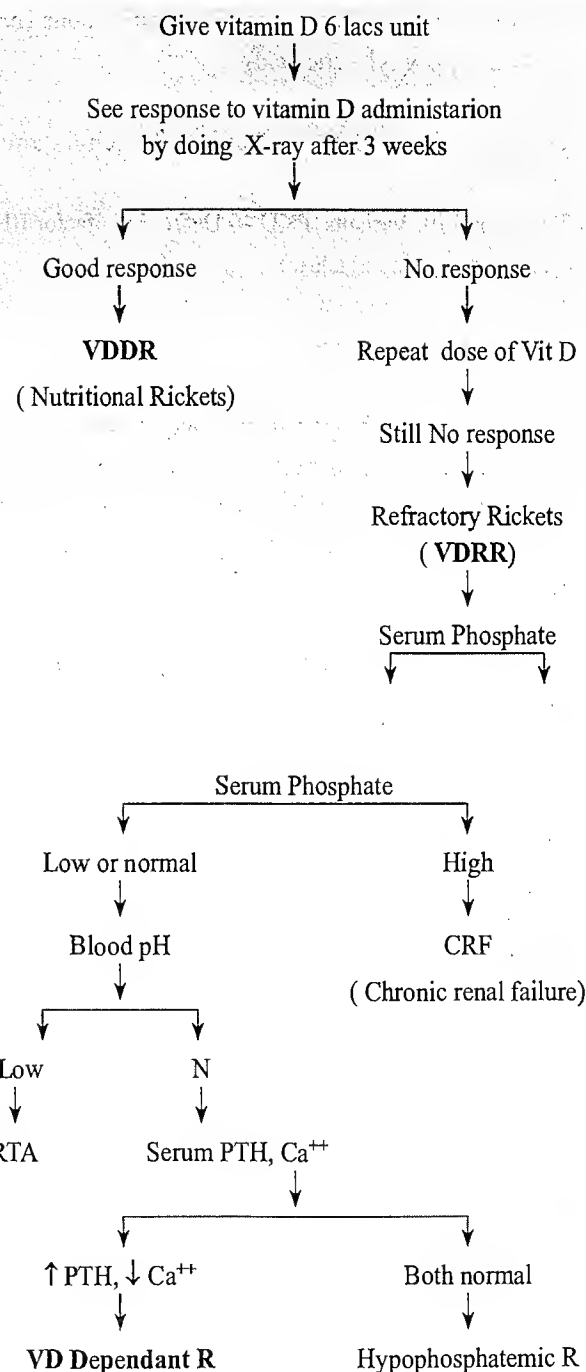 Give vitamin D 6 lacs unit
See response to vitamin D administarion
by doing X-ray after 3 weeks
Good response
No response
VDDR
Repeat dose of Vit D
( Nutritional Rickets)
Still No response
Refractory Rickets
( VDRR)
Serum Phosphate
Serum Phosphate
Low or normal
High
Blood pH
CRF
( Chronic renal failure)
Low
N
RTA
Serum PTH, Ca++
↑ PTH, ↓ Ca++
Both normal
VD Dependant R
Hypophosphatemic R